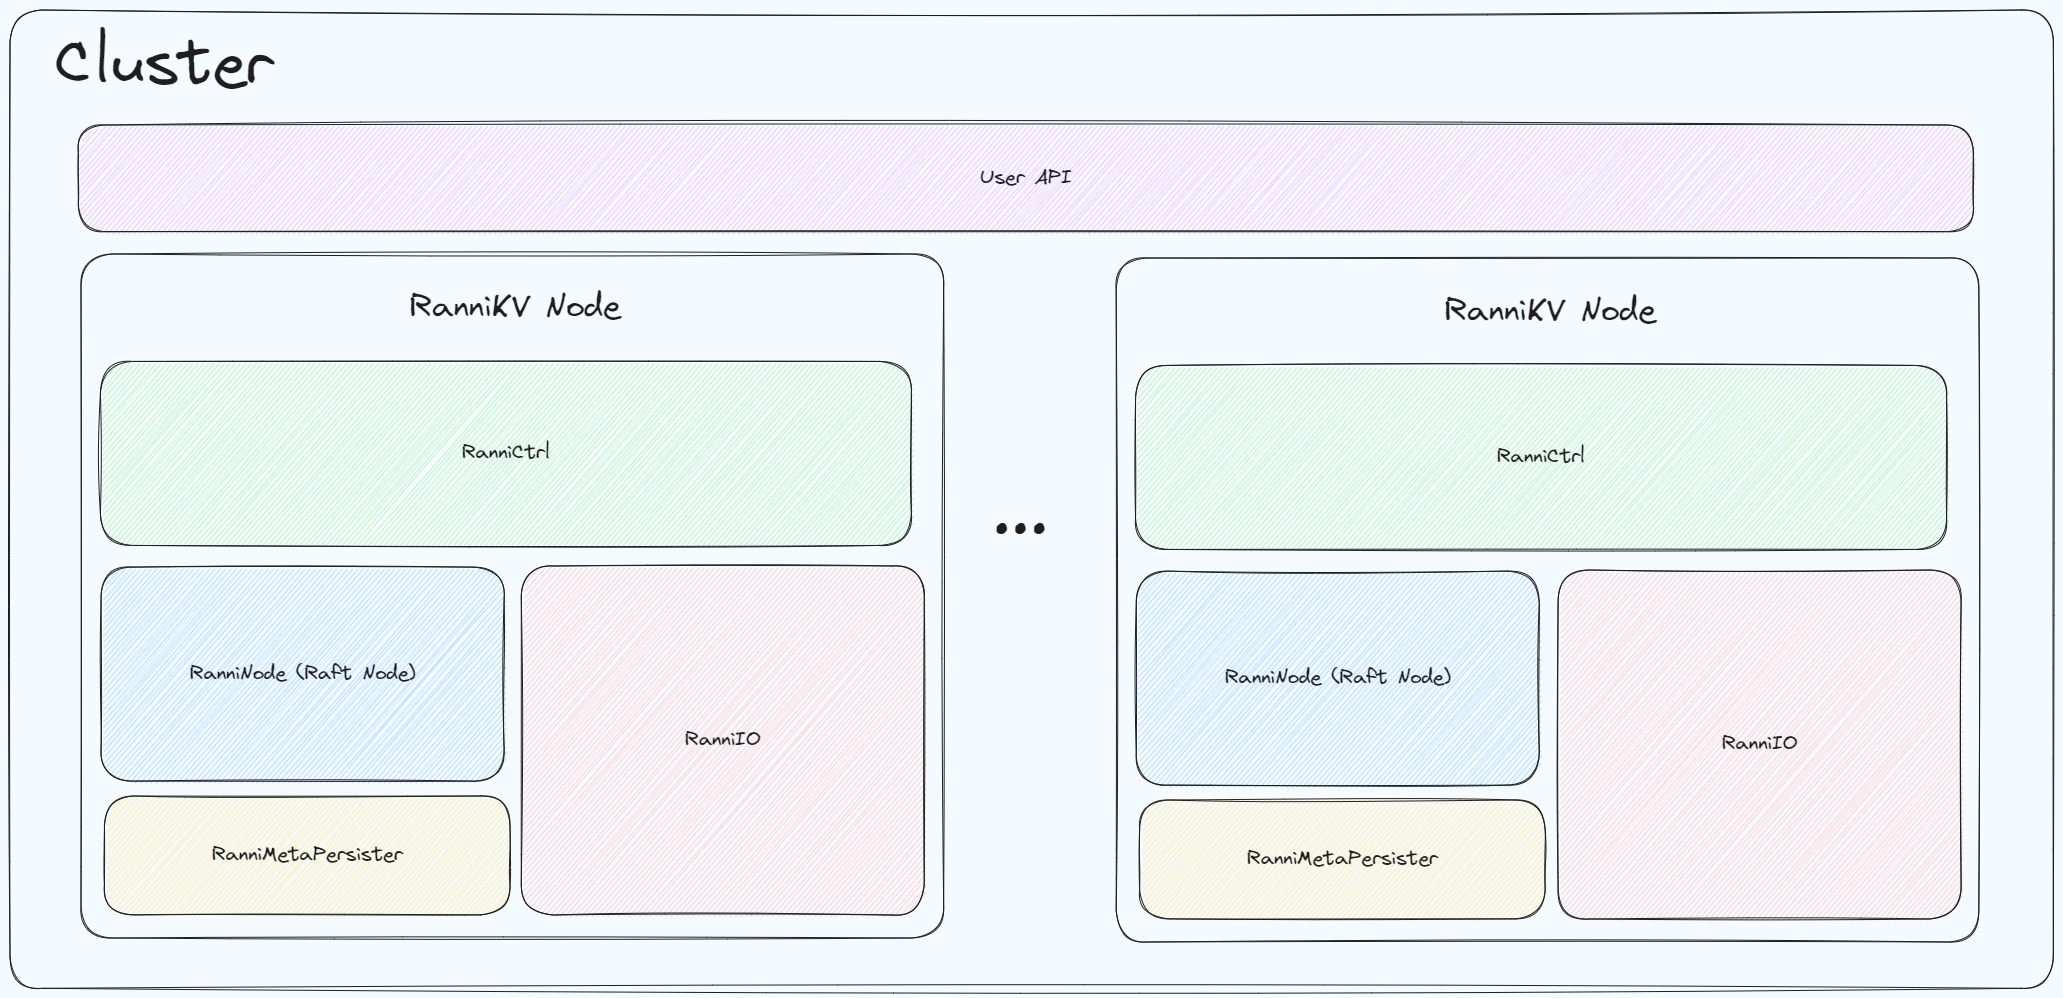 Cluster
User API
RanniKV Node
RanniCtrl
RanniNode (Raft Node)
RanniIO
RanniMetaPersister
...
RanniKV Node
RanniCtrl
RanniNode (Raft Node)
RanniIO
RanniMetaPersister